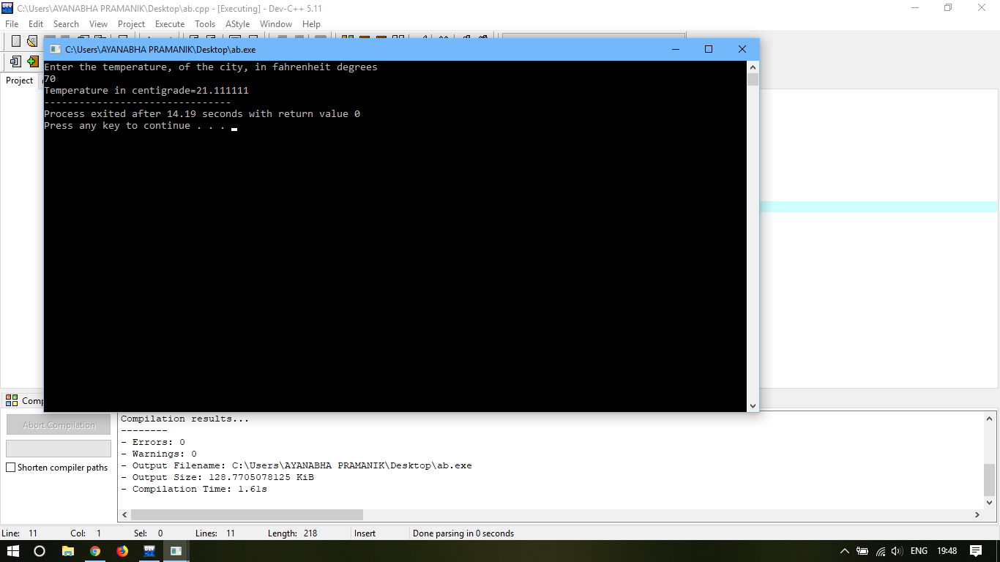 C:\Users\AYANABHA PRAMANIK\Desktop\ab.cpp - [Executing] - Dev-C++ 5.11
File Edit Search View Project Execute Tools AStyle Window Help
C:\Users\AYANABHA PRAMANIK\Desktop\ab.exe
Project
Enter the temperature, of the city, in fahrenheit degrees
70
Temperature in centigrade=21.111111
--------------------------------
Process exited after 14.19 seconds with return value 0
Press any key to continue . . .
Abort Compilation
Shorten compiler paths
Compilation results...
--------
- Errors: 0
- Warnings: 0
- Output Filename: C:\Users\AYANABHA PRAMANIK\Desktop\ab.exe
- Output Size: 128.7705078125 KiB
- Compilation Time: 1.61s
Line: 11 Col: 1 Sel: 0 Lines: 11 Length: 218 Insert Done parsing in 0 seconds
ENG 19:48